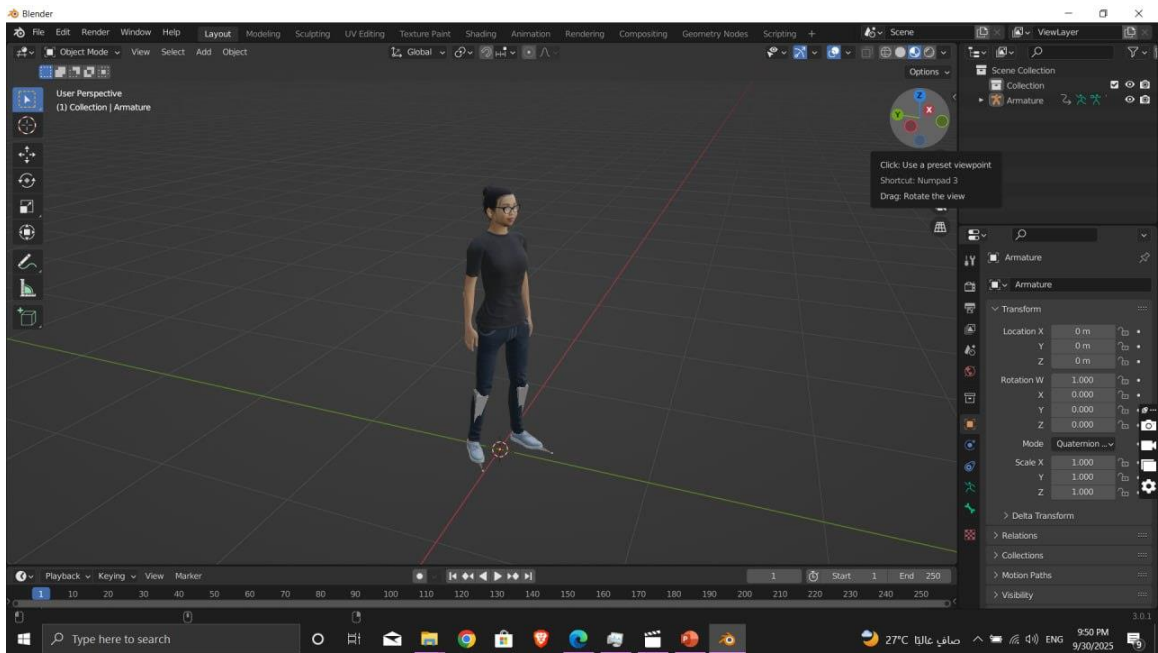 Blender
File Edit Render Window Help Layout Modeling Sculpting UV Editing Texture Paint Shading Animation Rendering Compositing Geometry Nodes Scripting + Scene ViewLayer
Object Mode View Select Add Object Global
Options
User Perspective
(1) Collection | Armature
Z
X
Y
Click: Use a preset viewpoint
Shortcut: Numpad 3
Drag: Rotate the view
Scene Collection
Collection
Armature
Armature
Armature
Transform
Location X 0 m
Y 0 m
Z 0 m
Rotation W 1.000
X 0.000
Y 0.000
Z 0.000
Mode Quaternion ...
Scale X 1.000
Y 1.000
Z 1.000
Delta Transform
Relations
Collections
Motion Paths
Visibility
Playback Keying View Marker 1 Start 1 End 250
1 10 20 30 40 50 60 70 80 90 100 110 120 130 140 150 160 170 180 190 200 210 220 230 240 250
3.0.1
Type here to search
27°C صافٍ غالبًا
ENG
9:50 PM
9/30/2025
9